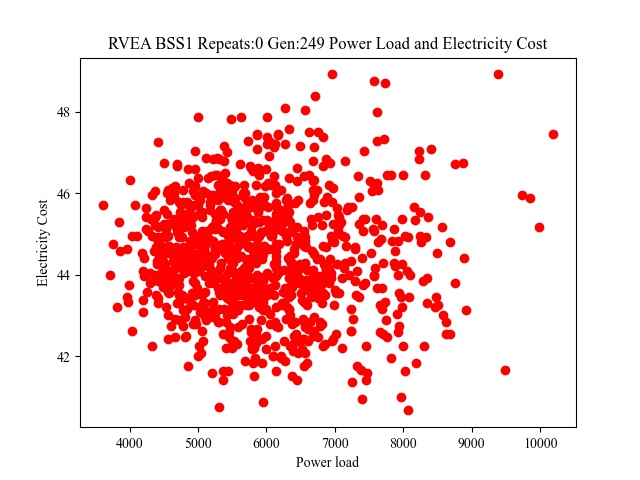 RVEA BSS1 Repeats:0 Gen:249 Power Load and Electricity Cost
48
46
44
42
Electricity Cost
4000 5000 6000 7000 8000 9000 10000
Power load